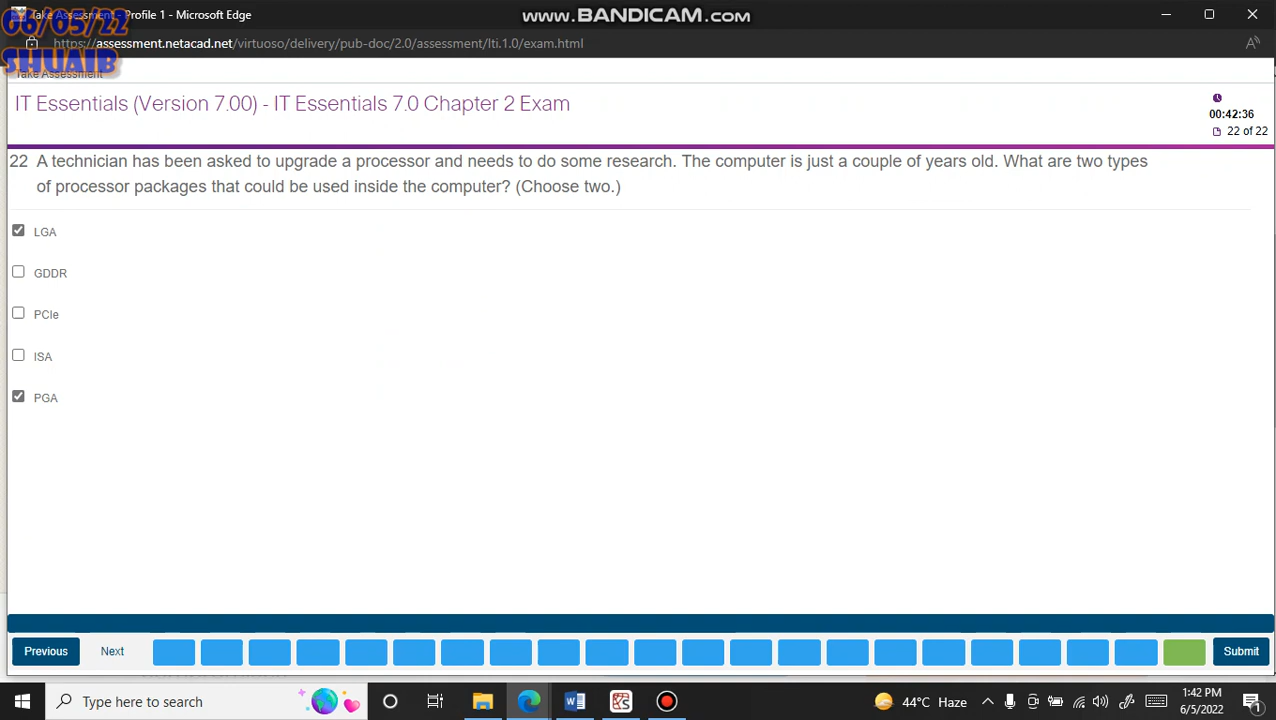 Take Assessment - Profile 1 - Microsoft Edge
www.BANDICAM.com
06/05/22
https://assessment.netacad.net/virtuoso/delivery/pub-doc/2.0/assessment/lti.1.0/exam.html
SHUAIB
Take Assessment
IT Essentials (Version 7.00) - IT Essentials 7.0 Chapter 2 Exam
00:42:36
22 of 22
22 A technician has been asked to upgrade a processor and needs to do some research. The computer is just a couple of years old. What are two types
of processor packages that could be used inside the computer? (Choose two.)
LGA
GDDR
PCIe
ISA
PGA
Previous
Next
Submit
Type here to search
44°C Haze
1:42 PM
6/5/2022
1